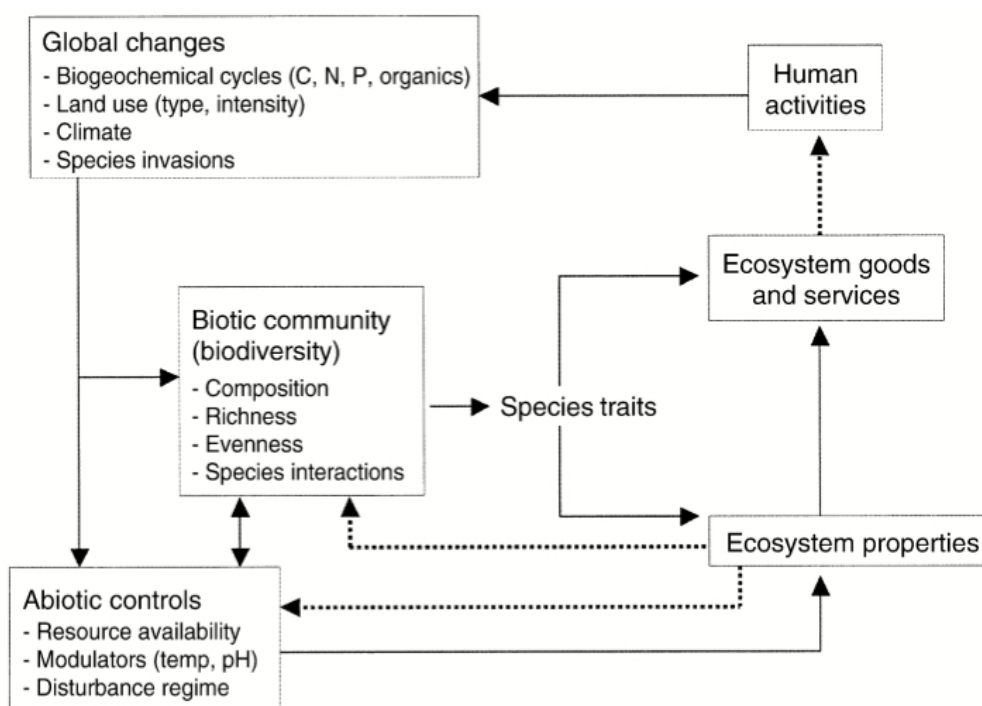 Global changes
- Biogeochemical cycles (C, N, P, organics)
- Land use (type, intensity)
- Climate
- Species invasions
Human
activities
Ecosystem goods
and services
Biotic community
(biodiversity)
- Composition
- Richness
- Evenness
- Species interactions
Species traits
Ecosystem properties
Abiotic controls
- Resource availability
- Modulators (temp, pH)
- Disturbance regime